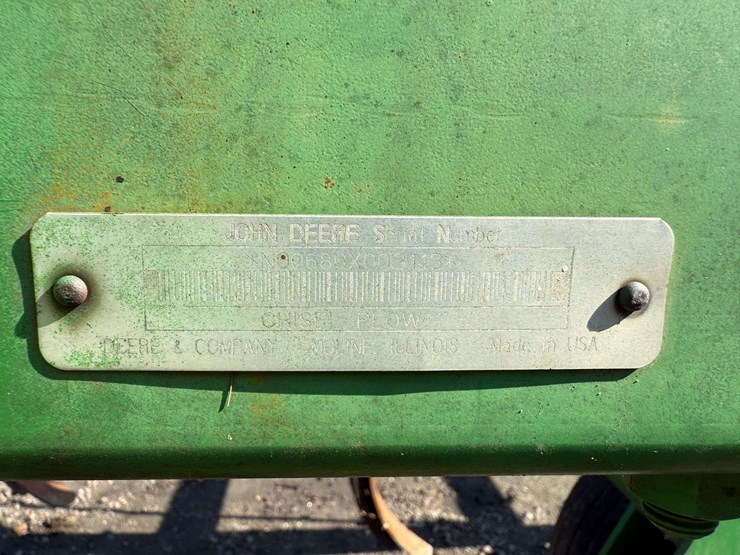 JOHN DEERE Serial Number
CHISEL PLOW
DEERE & COMPANY MOLINE, ILLINOIS Made in USA